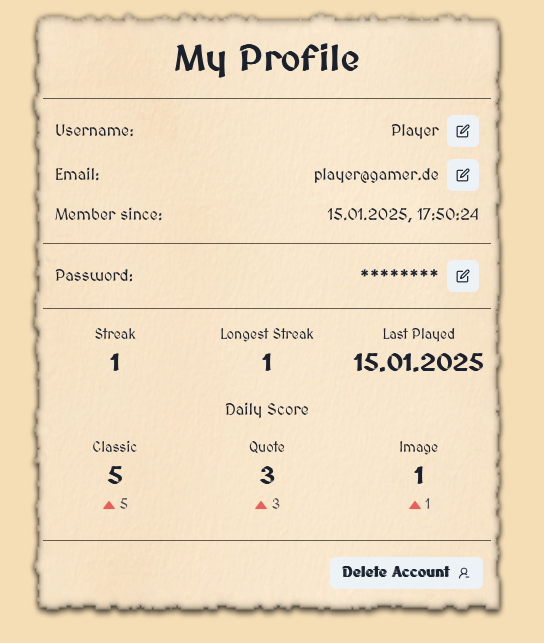 My Profile
Username: Player
Email: player@gamer.de
Member since: 15.01.2025, 17:50:24
Password: ********
Streak Longest Streak Last Played
1 1 15.01.2025
Daily Score
Classic Quote Image
5 3 1
5 3 1
Delete Account